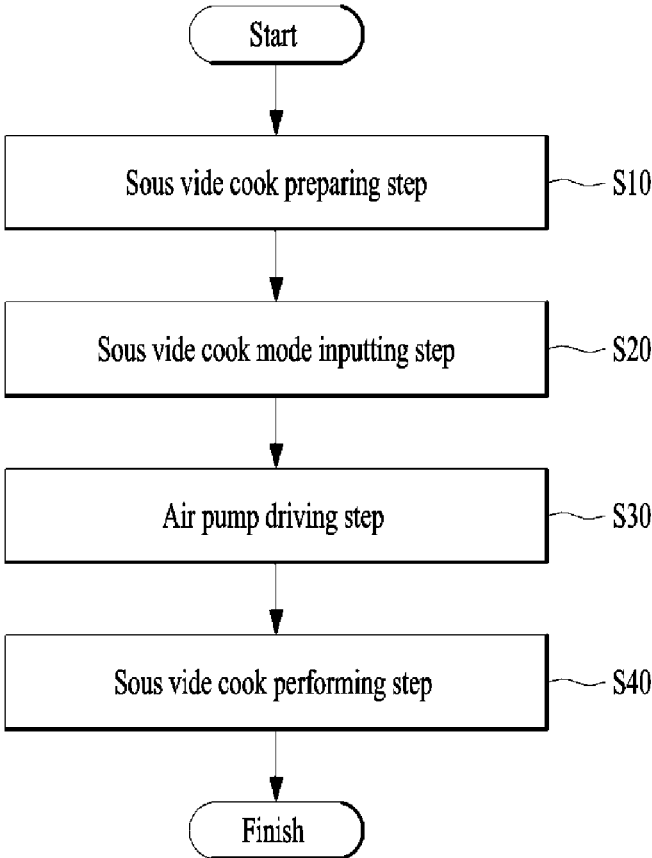 Start
Sous vide cook preparing step
S10
Sous vide cook mode inputting step
S20
Air pump driving step
S30
Sous vide cook performing step
S40
Finish